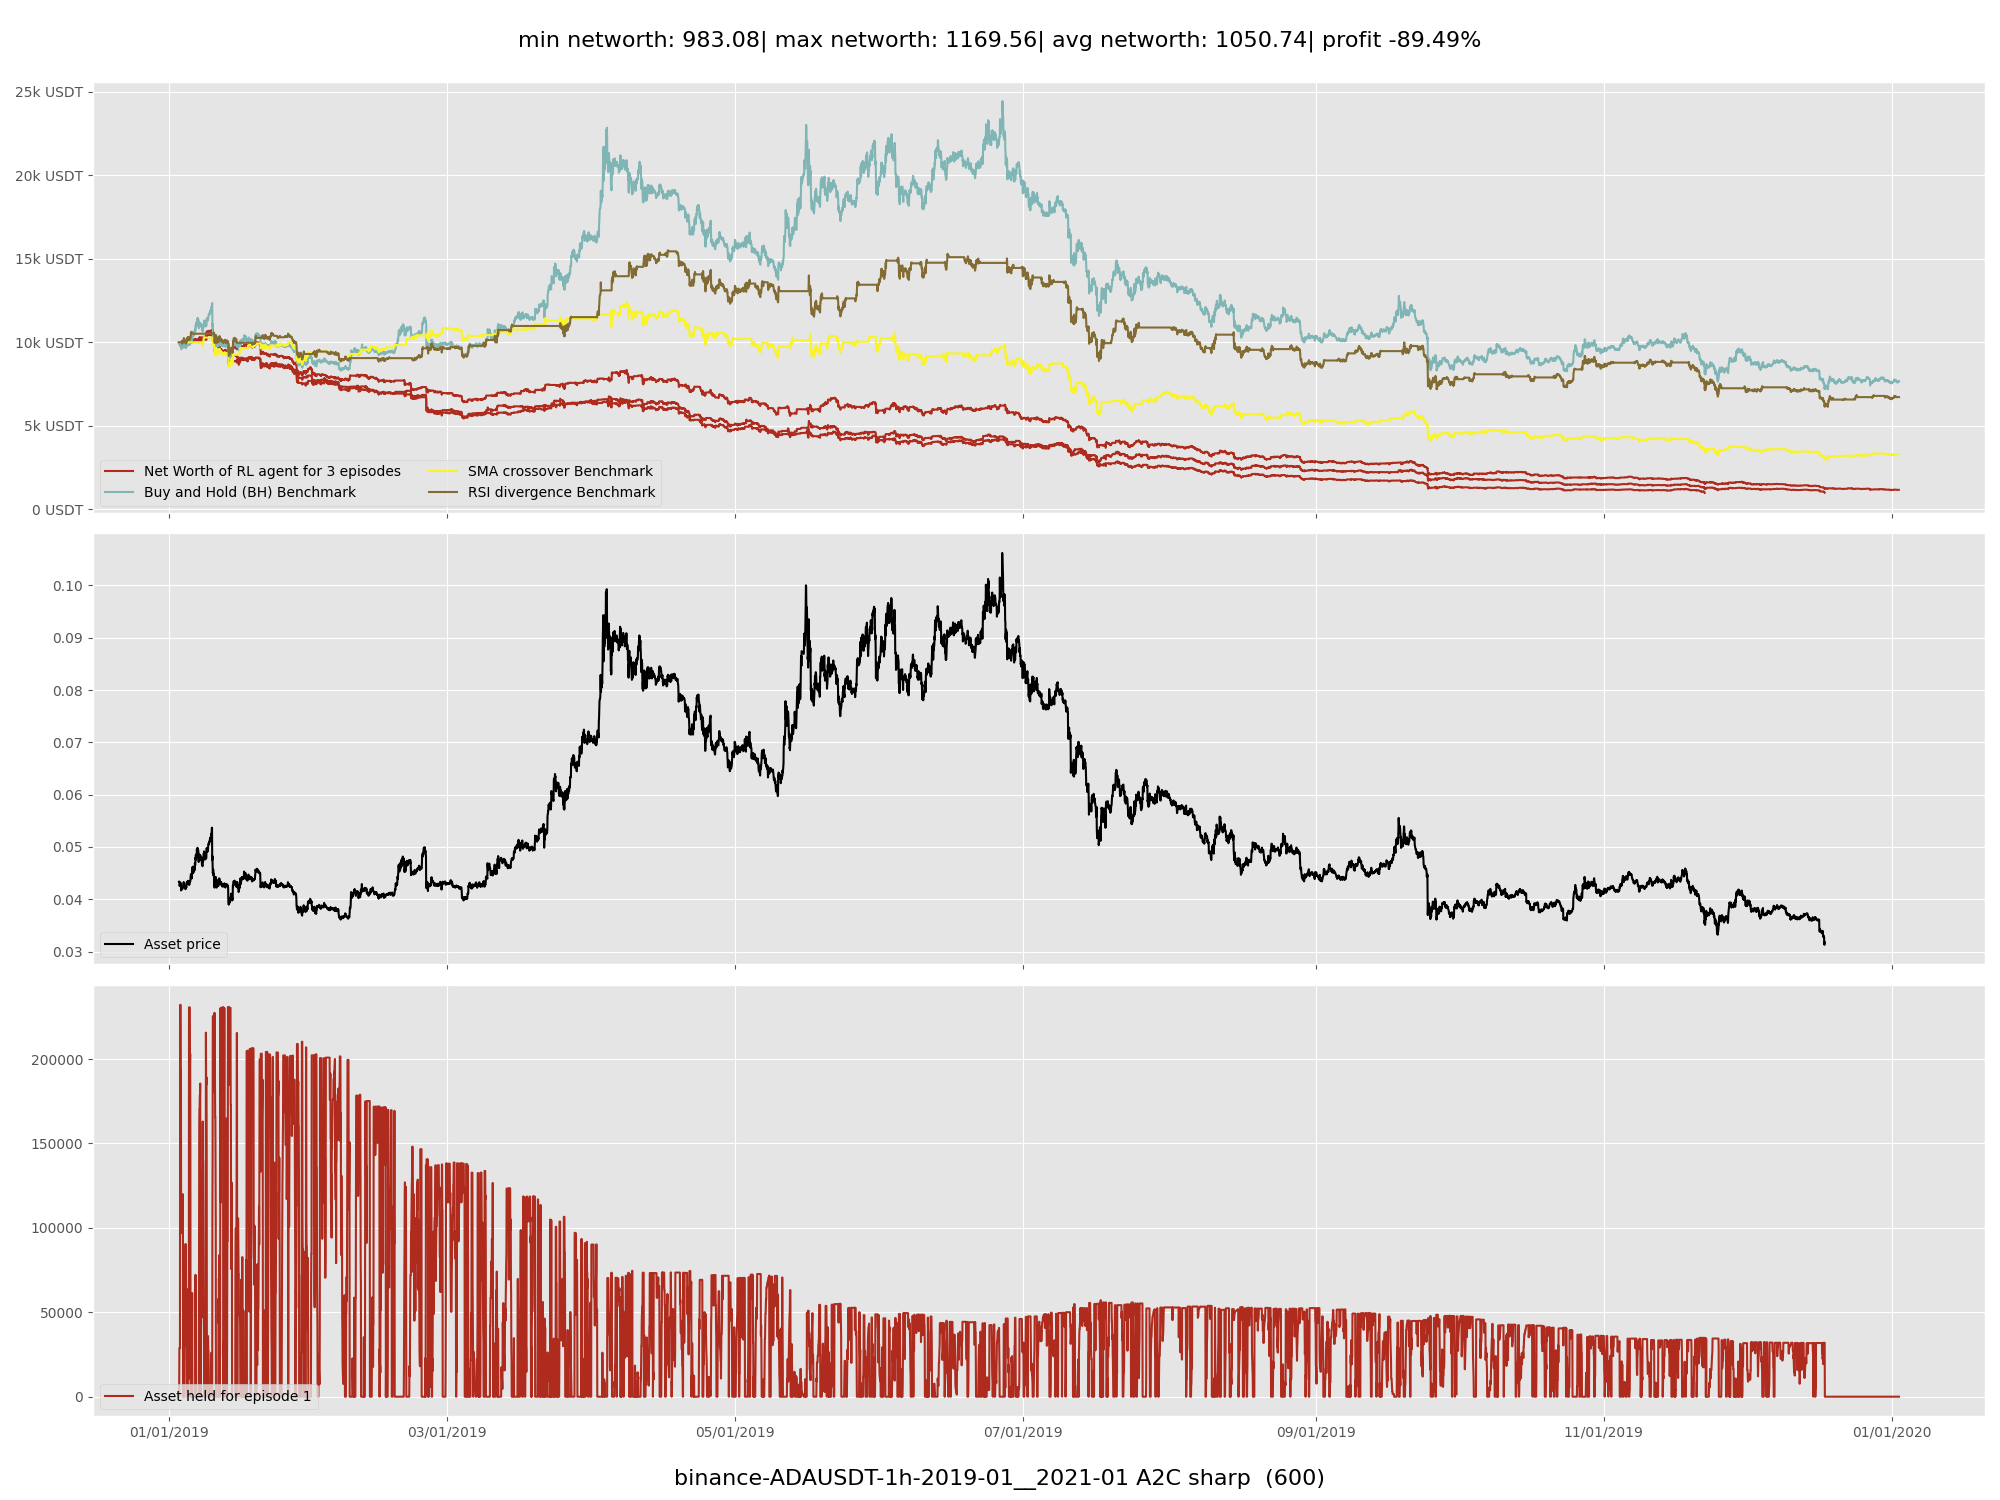 min networth: 983.08| max networth: 1169.56| avg networth: 1050.74| profit -89.49%
25k USDT
20k USDT
15k USDT
10k USDT
5k USDT
0 USDT
Net Worth of RL agent for 3 episodes
Buy and Hold (BH) Benchmark
SMA crossover Benchmark
RSI divergence Benchmark
0.10
0.09
0.08
0.07
0.06
0.05
0.04
0.03
Asset price
200000
150000
100000
50000
0
Asset held for episode 1
01/01/2019 03/01/2019 05/01/2019 07/01/2019 09/01/2019 11/01/2019 01/01/2020
binance-ADAUSDT-1h-2019-01__2021-01 A2C sharp (600)